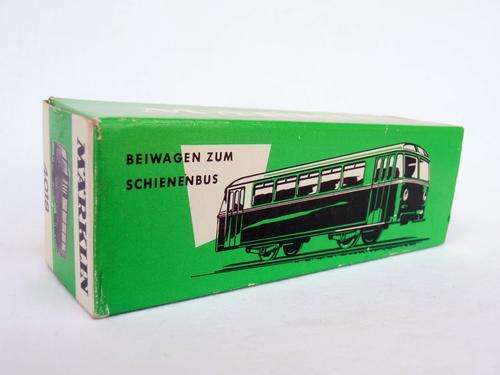 BEIWAGEN ZUM
SCHIENENBUS
MÄRKLIN
4018